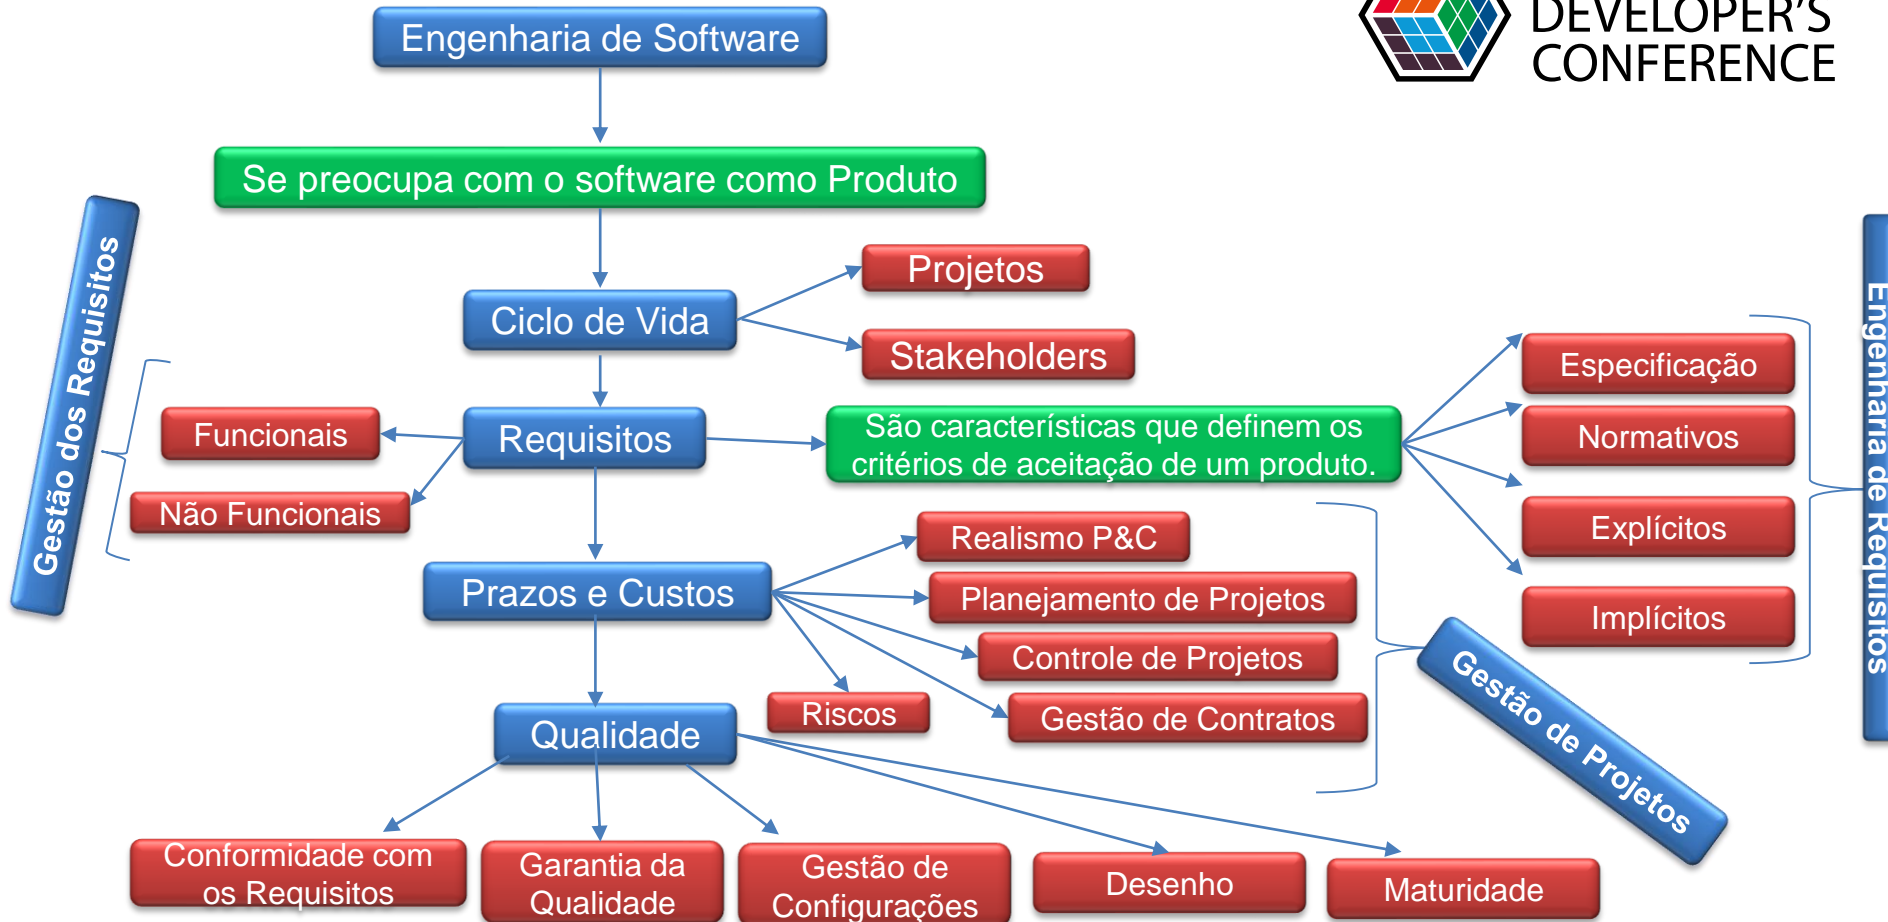 DEVELOPER'S
CONFERENCE
Engenharia de Software
Se preocupa com o software como Produto
Gestão dos Requisitos
Ciclo de Vida
Projetos
Stakeholders
Funcionais
Não Funcionais
Requisitos
São características que definem os
critérios de aceitação de um produto.
Especificação
Normativos
Explícitos
Implícitos
Engenharia de Requisitos
Prazos e Custos
Realismo P&C
Planejamento de Projetos
Controle de Projetos
Gestão de Contratos
Riscos
Gestão de Projetos
Qualidade
Conformidade com
os Requisitos
Garantia da
Qualidade
Gestão de
Configurações
Desenho
Maturidade